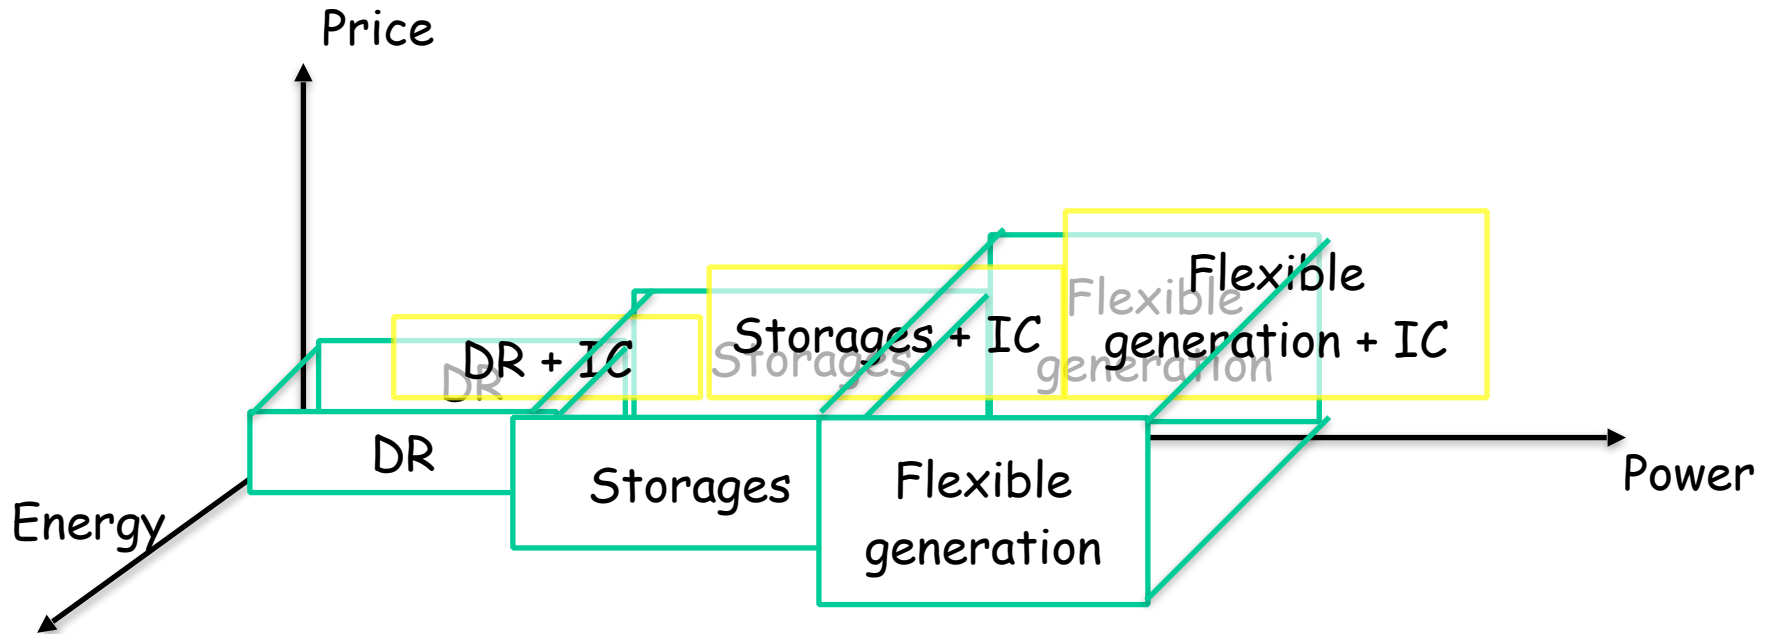 Price
Flexible
generation + IC
Flexible
generation
Storages + IC
Storages
DR + IC
DR
DR
Storages
Flexible
generation
Power
Energy